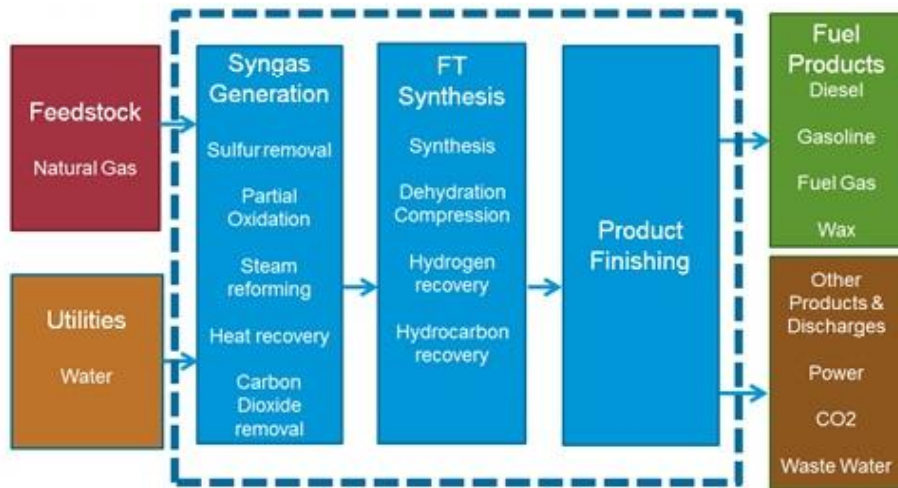 Feedstock
Natural Gas
Utilities
Water
Syngas
Generation
Sulfur removal
Partial
Oxidation
Steam
reforming
Heat recovery
Carbon
Dioxide
removal
FT
Synthesis
Synthesis
Dehydration
Compression
Hydrogen
recovery
Hydrocarbon
recovery
Product
Finishing
Fuel
Products
Diesel
Gasoline
Fuel Gas
Wax
Other
Products &
Discharges
Power
CO2
Waste Water